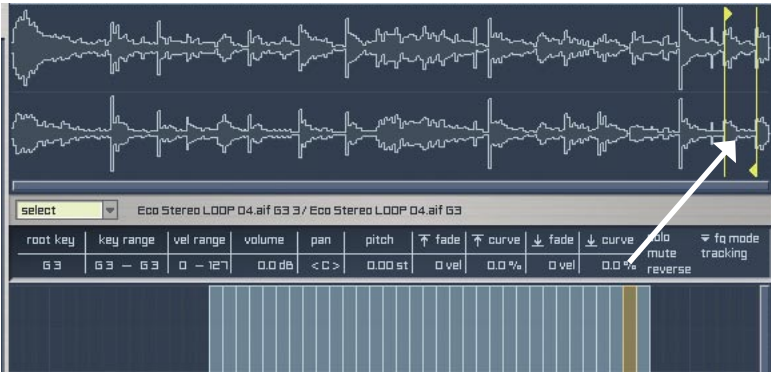 select
Eco Stereo LOOP 04.aif G3 3/ Eco Stereo LOOP 04.aif G3
root key key range vel range volume pan pitch fade curve fade curve solo fq mode
mute tracking
G3 G3 – G3 0 – 127 0.0 dB <C> 0.00 st 0 vel 0.0 % 0 vel 0.0 % reverse